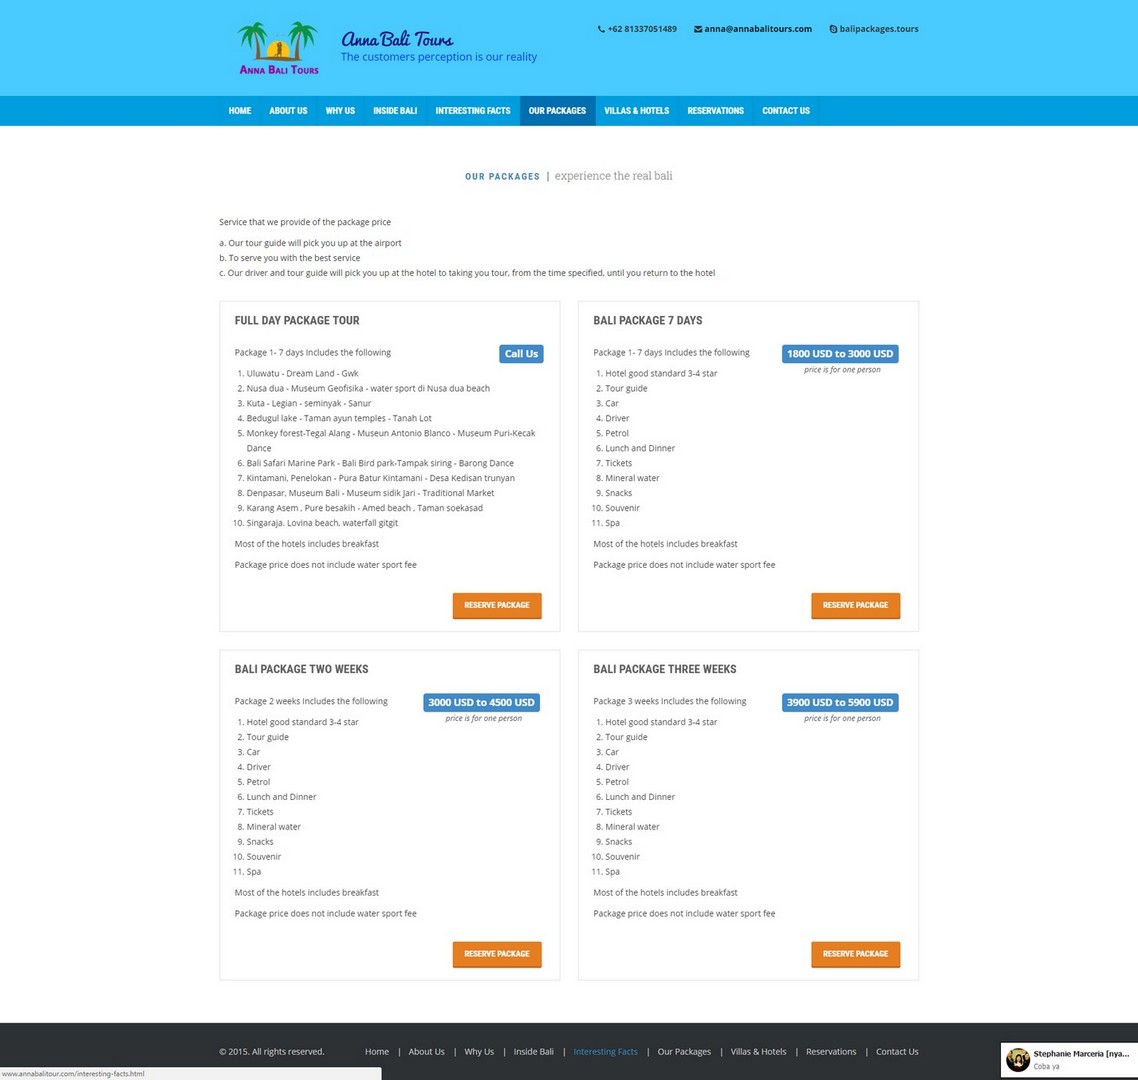 ANNA BALI TOURS
Anna Bali Tours
The customers perception is our reality
+62 81337051489
anna@annabalitours.com
balipackages.tours
HOME
ABOUT US
WHY US
INSIDE BALI
INTERESTING FACTS
OUR PACKAGES
VILLAS & HOTELS
RESERVATIONS
CONTACT US
OUR PACKAGES | experience the real bali
Service that we provide of the package price
a. Our tour guide will pick you up at the airport
b. To serve you with the best service
c. Our driver and tour guide will pick you up at the hotel to taking you tour, from the time specified, until you return to the hotel
FULL DAY PACKAGE TOUR
Package 1- 7 days Includes the following
Call Us
1. Uluwatu - Dream Land - Gwk
2. Nusa dua - Museum Geofisika - water sport di Nusa dua beach
3. Kuta - Legian - seminyak - Sanur
4. Bedugul lake - Taman ayun temples - Tanah Lot
5. Monkey forest-Tegal Alang - Museun Antonio Blanco - Museum Puri-Kecak
Dance
6. Bali Safari Marine Park - Bali Bird park-Tampak siring - Barong Dance
7. Kintamani, Penelokan - Pura Batur Kintamani - Desa Kedisan trunyan
8. Denpasar, Museum Bali - Museum sidik Jari - Traditional Market
9. Karang Asem , Pure besakih - Amed beach , Taman soekasad
10. Singaraja. Lovina beach, waterfall gitgit
Most of the hotels includes breakfast
Package price does not include water sport fee
RESERVE PACKAGE
BALI PACKAGE 7 DAYS
Package 1- 7 days Includes the following
1800 USD to 3000 USD
price is for one person
1. Hotel good standard 3-4 star
2. Tour guide
3. Car
4. Driver
5. Petrol
6. Lunch and Dinner
7. Tickets
8. Mineral water
9. Snacks
10. Souvenir
11. Spa
Most of the hotels includes breakfast
Package price does not include water sport fee
RESERVE PACKAGE
BALI PACKAGE TWO WEEKS
Package 2 weeks Includes the following
3000 USD to 4500 USD
price is for one person
1. Hotel good standard 3-4 star
2. Tour guide
3. Car
4. Driver
5. Petrol
6. Lunch and Dinner
7. Tickets
8. Mineral water
9. Snacks
10. Souvenir
11. Spa
Most of the hotels includes breakfast
Package price does not include water sport fee
RESERVE PACKAGE
BALI PACKAGE THREE WEEKS
Package 3 weeks Includes the following
3900 USD to 5900 USD
price is for one person
1. Hotel good standard 3-4 star
2. Tour guide
3. Car
4. Driver
5. Petrol
6. Lunch and Dinner
7. Tickets
8. Mineral water
9. Snacks
10. Souvenir
11. Spa
Most of the hotels includes breakfast
Package price does not include water sport fee
RESERVE PACKAGE
© 2015. All rights reserved.
Home | About Us | Why Us | Inside Bali | Interesting Facts | Our Packages | Villas & Hotels | Reservations | Contact Us
Stephanie Marceria [nya...
Coba ya
www.annabalitour.com/interesting-facts.html